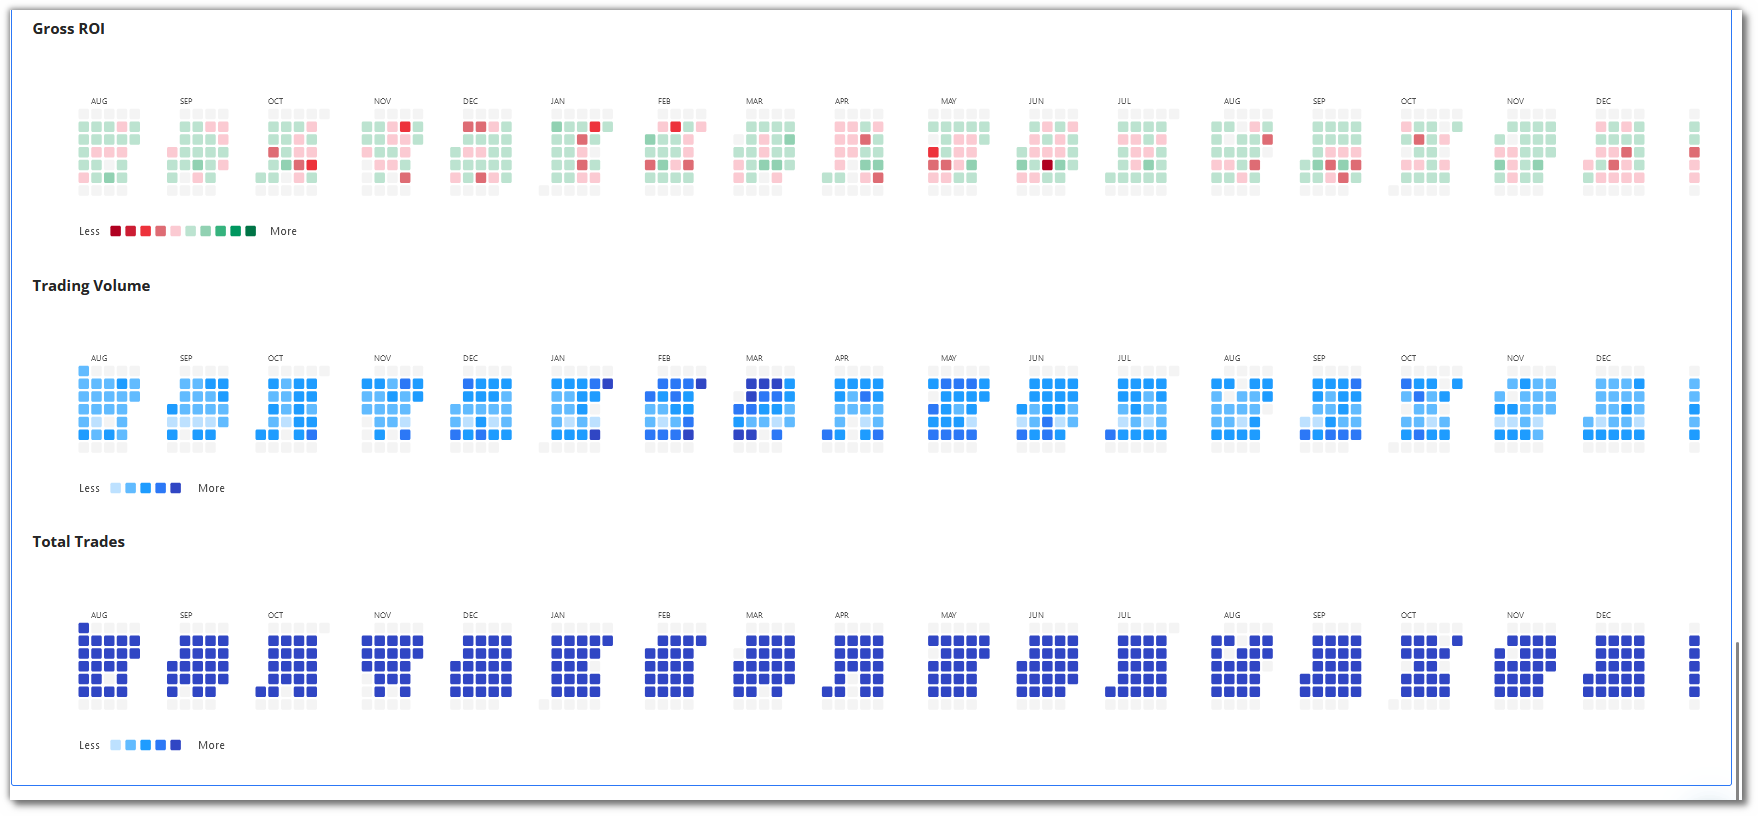 Gross ROI
AUG SEP OCT NOV DEC JAN FEB MAR APR MAY JUN JUL AUG SEP OCT NOV DEC
Less More
Trading Volume
AUG SEP OCT NOV DEC JAN FEB MAR APR MAY JUN JUL AUG SEP OCT NOV DEC
Less More
Total Trades
AUG SEP OCT NOV DEC JAN FEB MAR APR MAY JUN JUL AUG SEP OCT NOV DEC
Less More